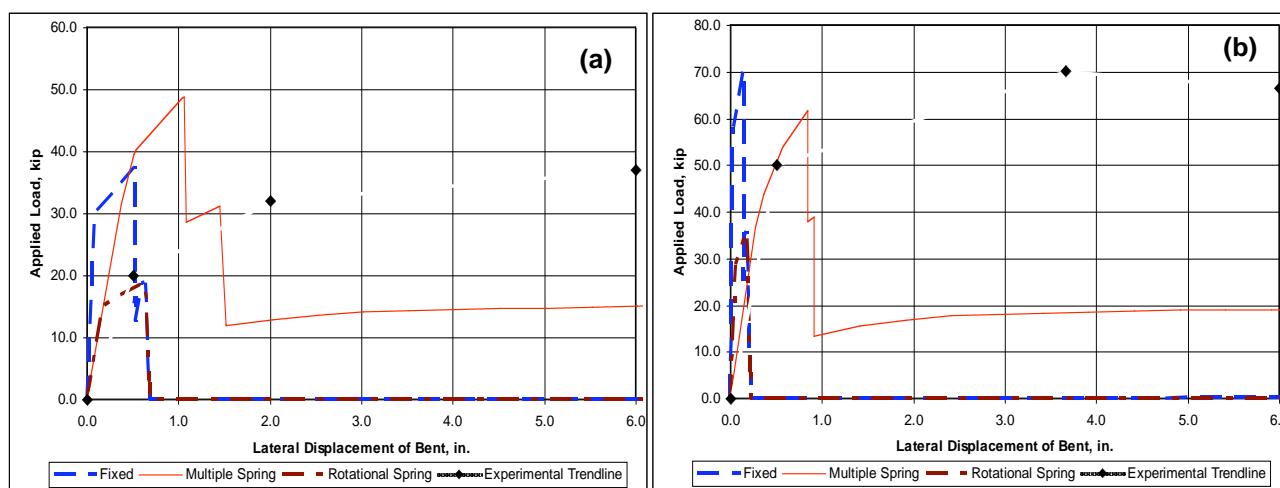 (a)
60.0
50.0
40.0
30.0
20.0
10.0
0.0
Applied Load, kip
0.0 1.0 2.0 3.0 4.0 5.0 6.0
Lateral Displacement of Bent, in.
Fixed Multiple Spring Rotational Spring Experimental Trendline
(b)
80.0
70.0
60.0
50.0
40.0
30.0
20.0
10.0
0.0
Applied Load, kip
0.0 1.0 2.0 3.0 4.0 5.0 6.
Lateral Displacement of Bent, in.
Fixed Multiple Spring Rotational Spring Experimental Trendline